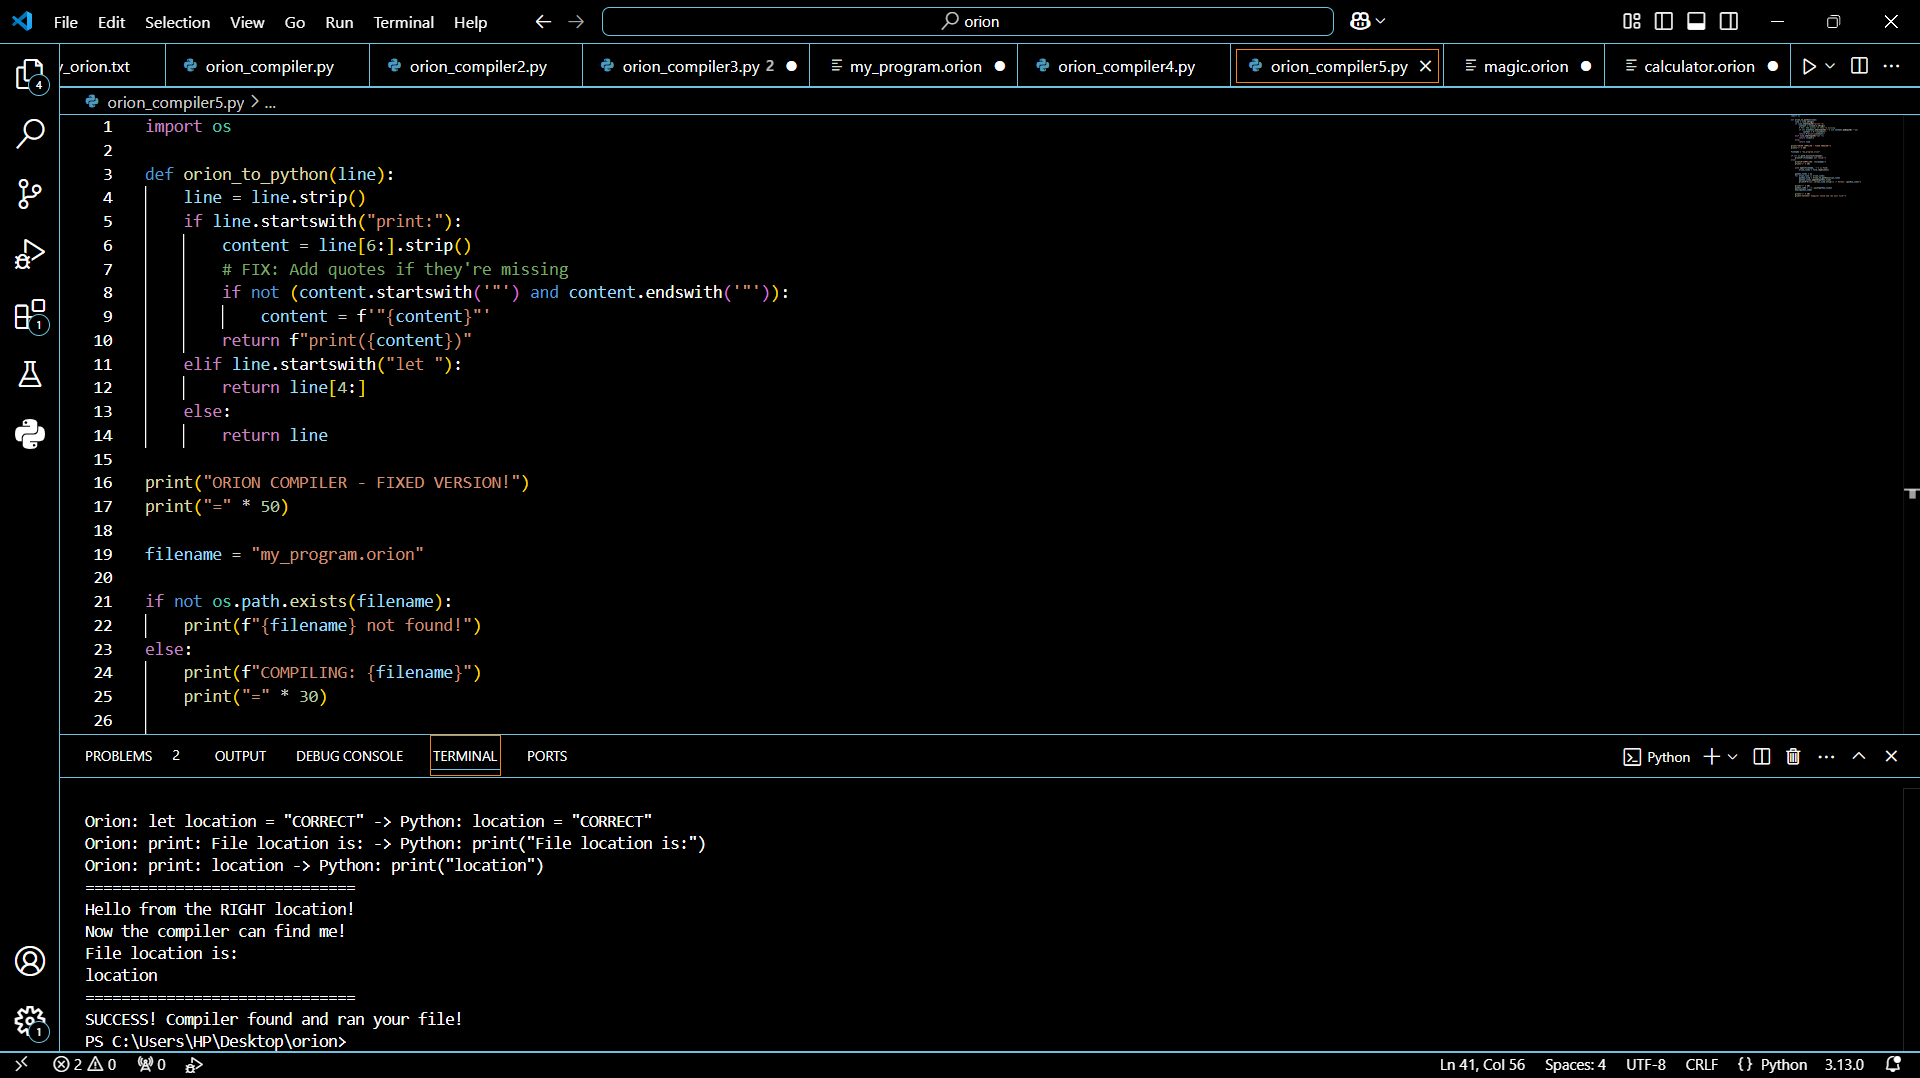 File Edit Selection View Go Run Terminal Help orion
y_orion.txt orion_compiler.py orion_compiler2.py orion_compiler3.py 2 my_program.orion orion_compiler4.py orion_compiler5.py magic.orion calculator.orion
orion_compiler5.py > ...
1 import os
2
3 def orion_to_python(line):
4 line = line.strip()
5 if line.startswith("print:"):
6 content = line[6:].strip()
7 # FIX: Add quotes if they're missing
8 if not (content.startswith('"') and content.endswith('"')):
9 content = f'"{content}"'
10 return f"print({content})"
11 elif line.startswith("let "):
12 return line[4:]
13 else:
14 return line
15
16 print("ORION COMPILER - FIXED VERSION!")
17 print("=" * 50)
18
19 filename = "my_program.orion"
20
21 if not os.path.exists(filename):
22 print(f"{filename} not found!")
23 else:
24 print(f"COMPILING: {filename}")
25 print("=" * 30)
26
PROBLEMS 2 OUTPUT DEBUG CONSOLE TERMINAL PORTS Python
Orion: let location = "CORRECT" -> Python: location = "CORRECT"
Orion: print: File location is: -> Python: print("File location is:")
Orion: print: location -> Python: print("location")
==============================
Hello from the RIGHT location!
Now the compiler can find me!
File location is:
location
==============================
SUCCESS! Compiler found and ran your file!
PS C:\Users\HP\Desktop\orion>
4
1
1
2 0 0 Ln 41, Col 56 Spaces: 4 UTF-8 CRLF {} Python 3.13.0